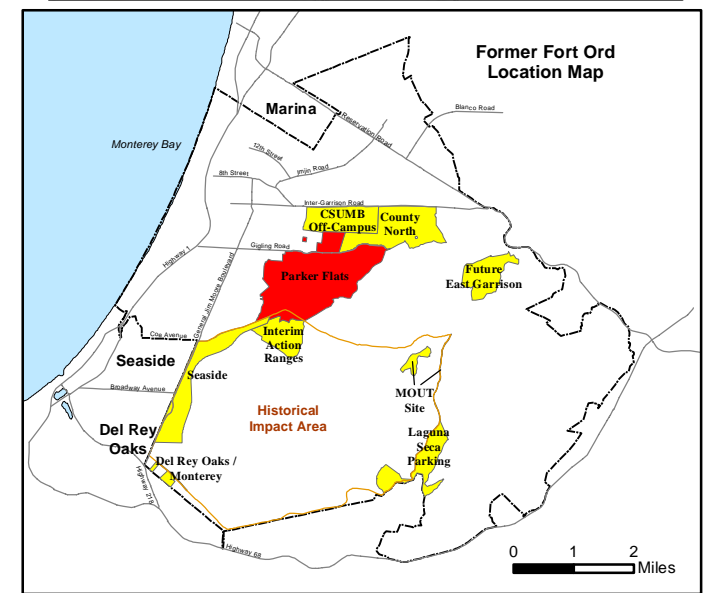 Former Fort Ord
Location Map
Marina
Blanco Road
Reservation Road
Monterey Bay
12th Street
Imjin Road
8th Street
Inter-Garrison Road
CSUMB
Off-Campus
County
North
Gigling Road
Highway 1
Parker Flats
Future
East Garrison
General Jim Moore Boulevard
Coe Avenue
Interim
Action
Ranges
Seaside
Seaside
Broadway Avenue
MOUT
Site
Historical
Impact Area
Del Rey
Oaks
Laguna
Seca
Parking
Del Rey Oaks /
Monterey
Highway 218
Highway 68
0 1 2
Miles